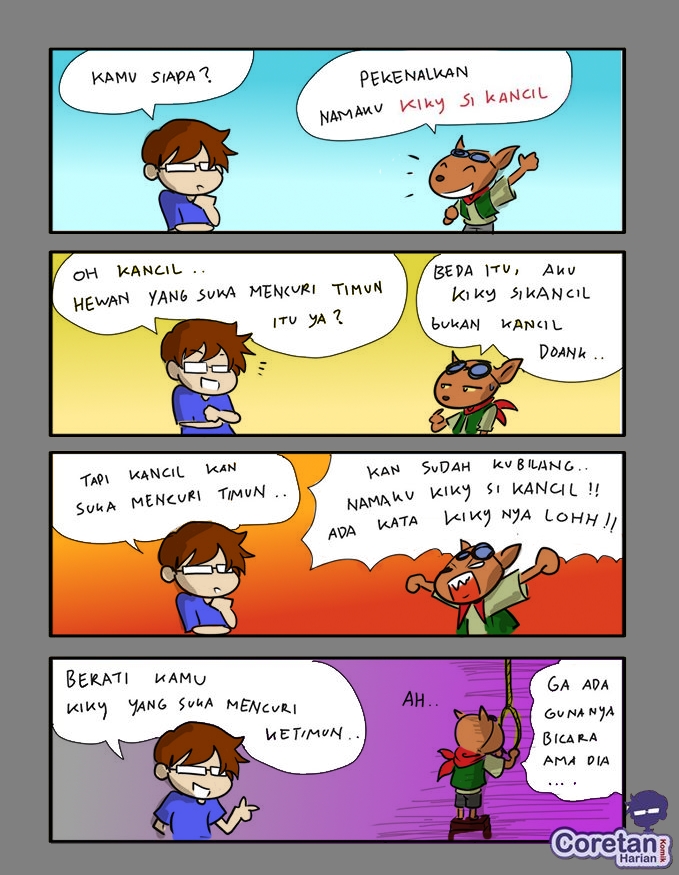 KAMU SIAPA?
PEKENALKAN
NAMAKU KIKY SI KANCIL
OH KANCIL..
HEWAN YANG SUKA MENCURI TIMUN
ITU YA?
BEDA ITU, AKU
KIKY SIKANCIL
BUKAN KANCIL
DOANK..
TAPI KANCIL KAN
SUKA MENCURI TIMUN..
KAN SUDAH KUBILANG..
NAMAKU KIKY SI KANCIL!!
ADA KATA KIKY NYA LOHH!!
BERATI KAMU
KIKY YANG SUKA MENCURI
KETIMUN..
AH..
GA ADA
GUNANYA
BICARA
AMA DIA
....
Coretan
Harian
Komik